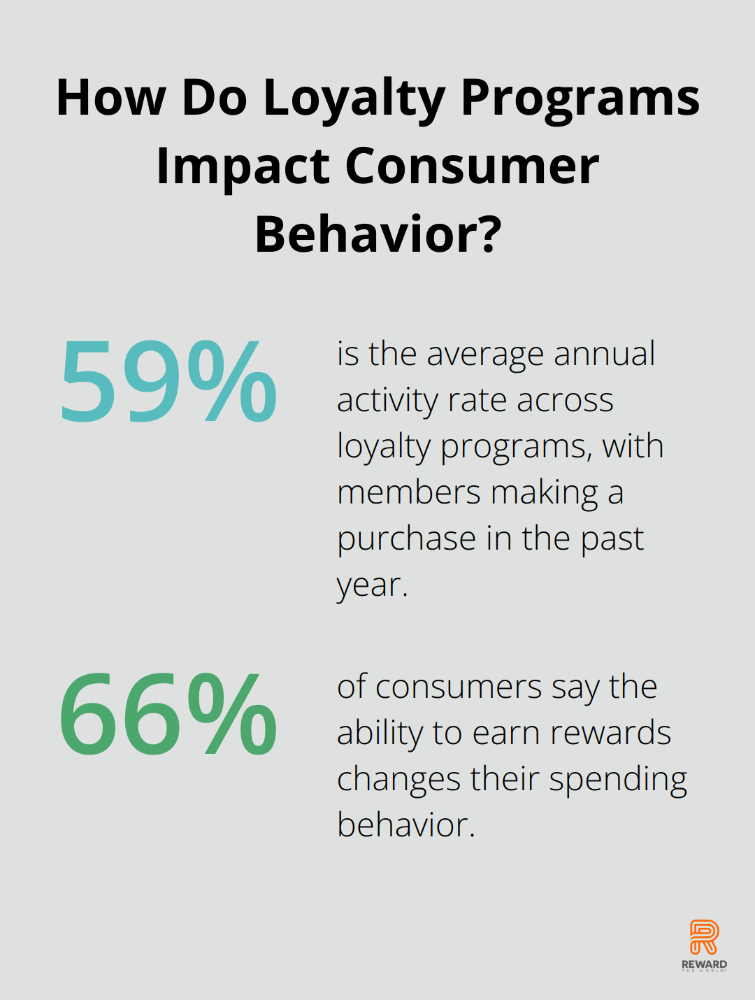 How Do Loyalty Programs
Impact Consumer
Behavior?
59%
is the average annual
activity rate across
loyalty programs, with
members making a
purchase in the past
year.
66%
of consumers say the
ability to earn rewards
changes their spending
behavior.
REWARD
THE WORLD™